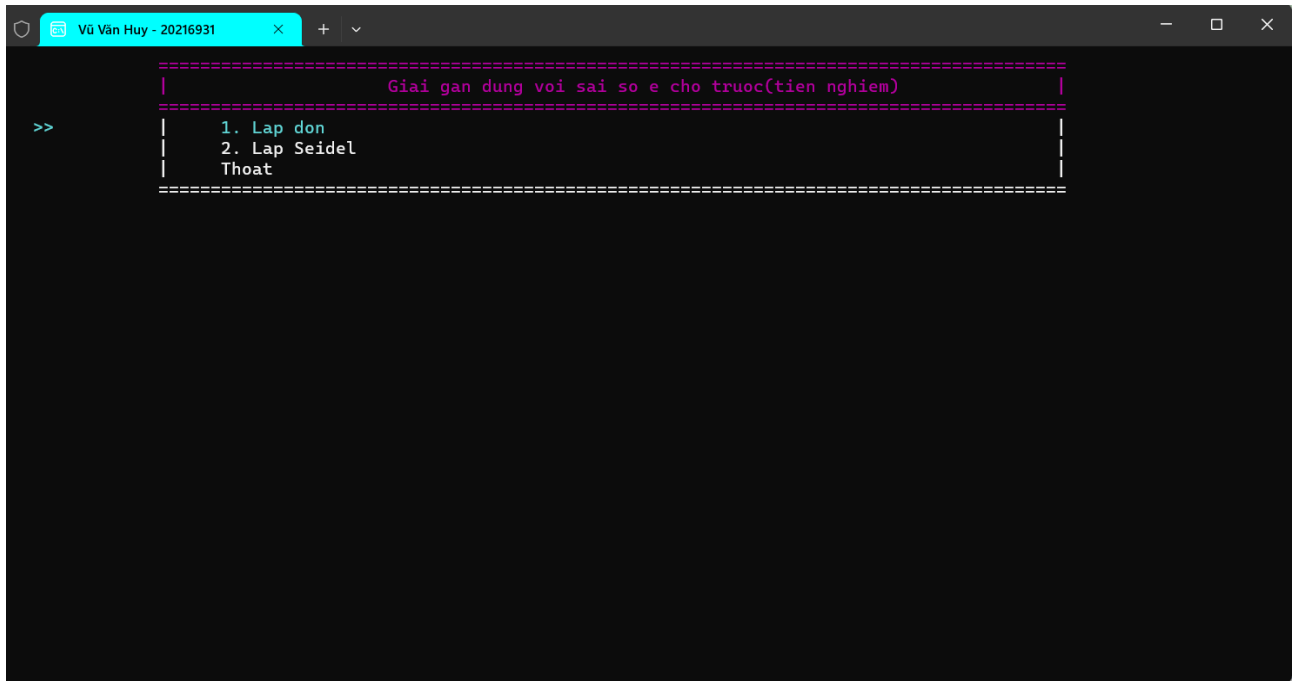 Vũ Văn Huy - 20216931
================================================================================
| Giai gan dung voi sai so e cho truoc(tien nghiem) |
================================================================================
>> | 1. Lap don |
| 2. Lap Seidel |
| Thoat |
================================================================================